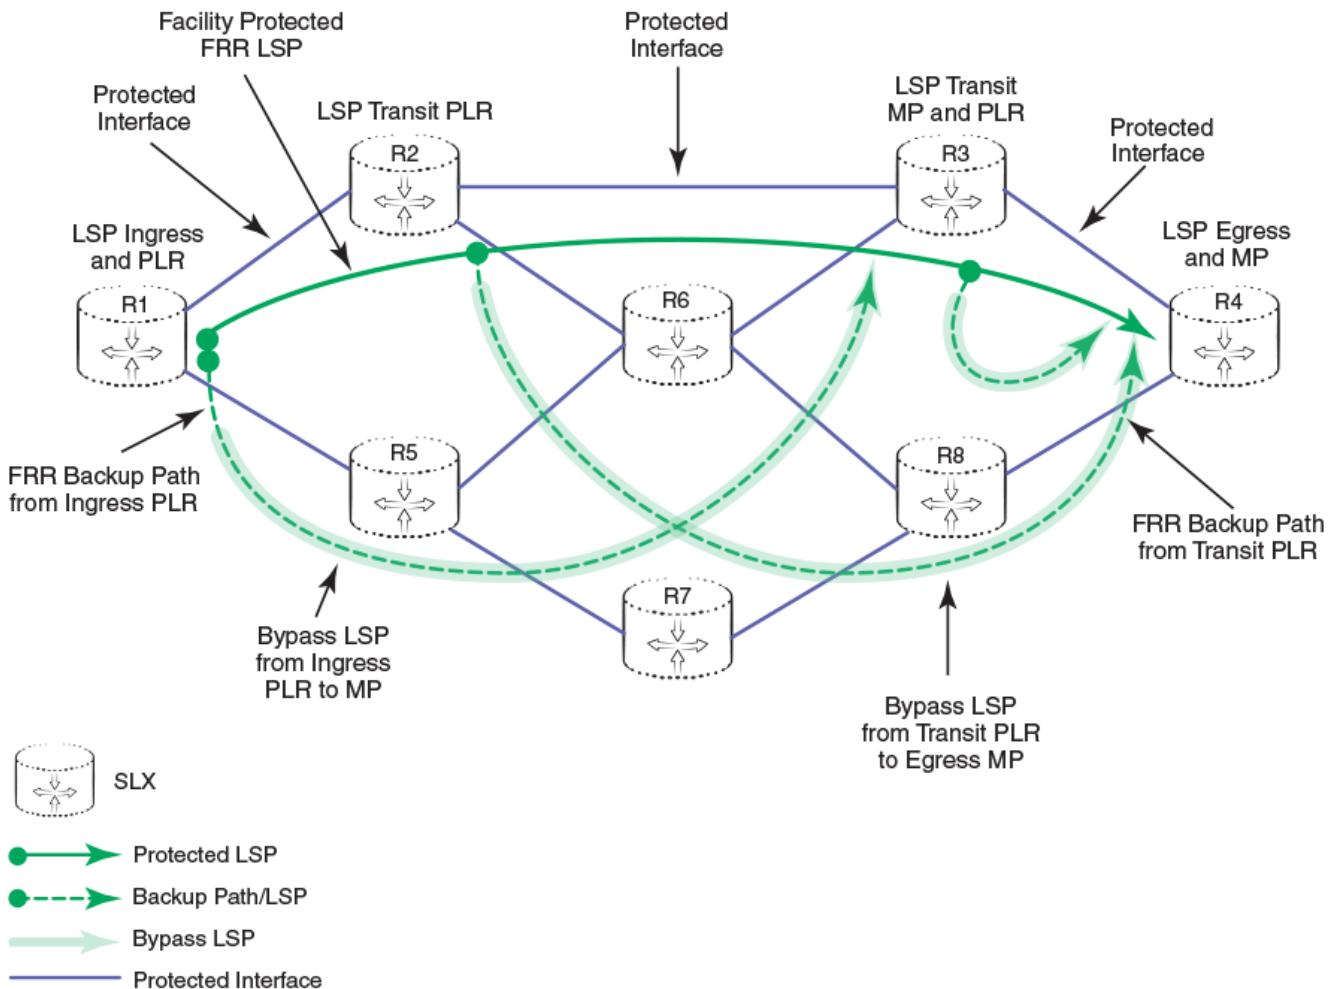 Facility Protected
FRR LSP
Protected
Interface
Protected
Interface
LSP Transit PLR
LSP Transit
MP and PLR
Protected
Interface
R2
R3
LSP Ingress
and PLR
LSP Egress
and MP
R1
R6
R4
R5
R8
FRR Backup Path
from Ingress PLR
FRR Backup Path
from Transit PLR
R7
Bypass LSP
from Ingress
PLR to MP
Bypass LSP
from Transit PLR
to Egress MP
SLX
Protected LSP
Backup Path/LSP
Bypass LSP
Protected Interface